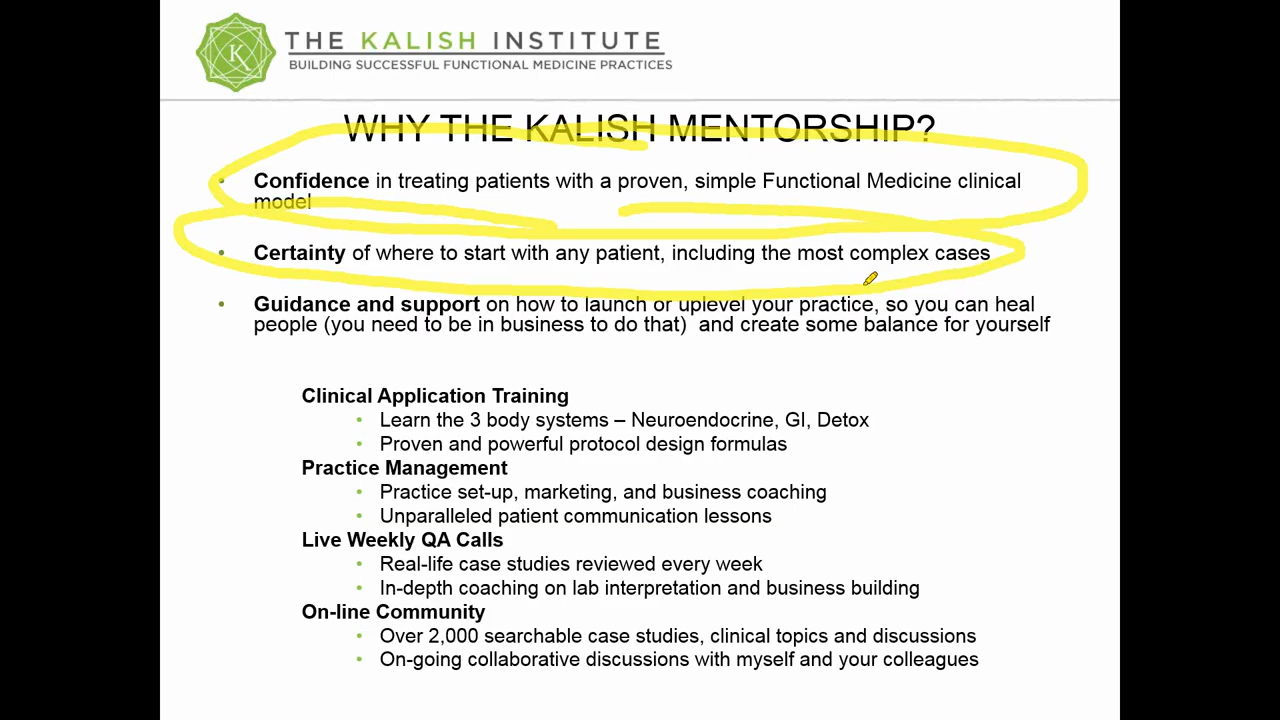 K
THE KALISH INSTITUTE
BUILDING SUCCESSFUL FUNCTIONAL MEDICINE PRACTICES
WHY THE KALISH MENTORSHIP?
• Confidence in treating patients with a proven, simple Functional Medicine clinical
model
• Certainty of where to start with any patient, including the most complex cases
• Guidance and support on how to launch or uplevel your practice, so you can heal
people (you need to be in business to do that)  and create some balance for yourself
Clinical Application Training
• Learn the 3 body systems – Neuroendocrine, GI, Detox
• Proven and powerful protocol design formulas
Practice Management
• Practice set-up, marketing, and business coaching
• Unparalleled patient communication lessons
Live Weekly QA Calls
• Real-life case studies reviewed every week
• In-depth coaching on lab interpretation and business building
On-line Community
• Over 2,000 searchable case studies, clinical topics and discussions
• On-going collaborative discussions with myself and your colleagues